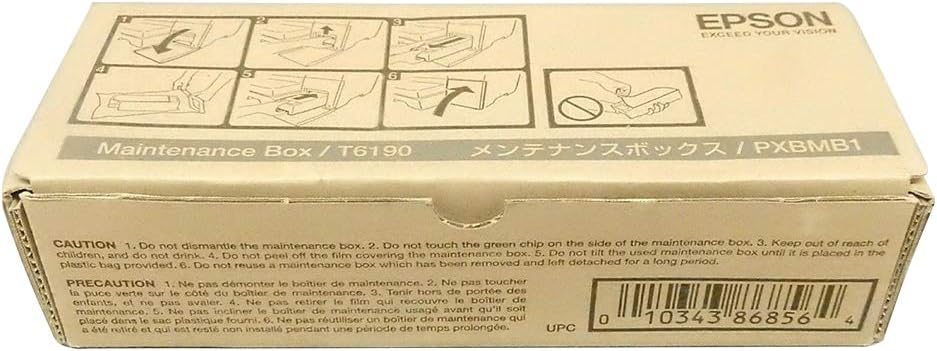 EPSON
EXCEED YOUR VISION
1 2 3
4 5 6
Maintenance Box / T6190 メンテナンスボックス / PXBMB1
CAUTION 1. Do not dismantle the maintenance box. 2. Do not touch the green chip on the side of the maintenance box. 3. Keep out of reach of
children, and do not drink. 4. Do not peel off the film covering the maintenance box. 5. Do not tilt the used maintenance box until it is placed in the
plastic bag provided. 6. Do not reuse a maintenance box which has been removed and left detached for a long period.
PRECAUTION 1. Ne pas démonter le boîtier de maintenance. 2. Ne pas toucher
la puce verte sur le côté du boîtier de maintenance. 3. Tenir hors de portée des
enfants, et ne pas avaler. 4. Ne pas retirer le film qui recouvre le boîtier de
maintenance. 5. Ne pas incliner le boîtier de maintenance usagé avant qu'il soit
placé dans le sac plastique fourni. 6. Ne pas réutiliser un boîtier de maintenance qui
a été retiré et qui est resté non installé pendant une période de temps prolongée.
UPC
0 10343 86856 4